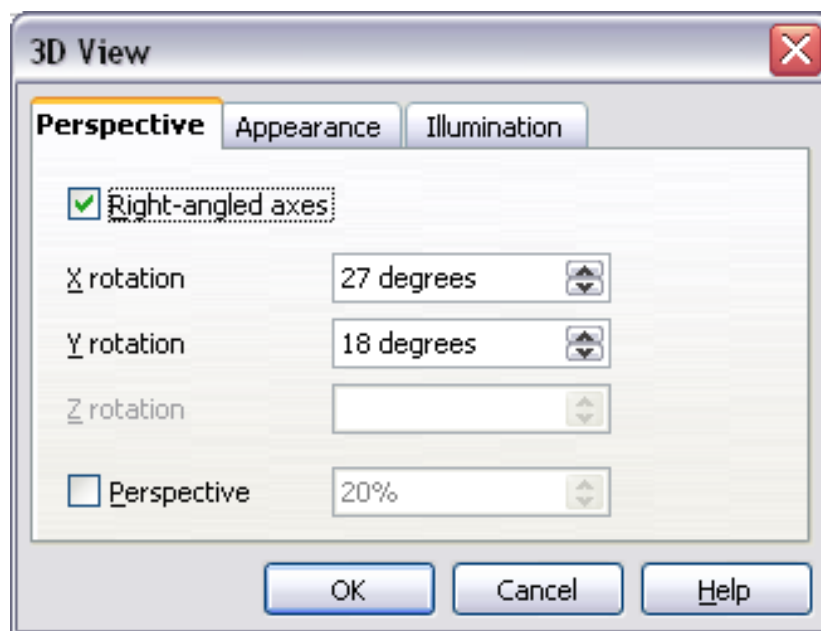 3D View
Perspective Appearance Illumination
Right-angled axes
X rotation 27 degrees
Y rotation 18 degrees
Z rotation
Perspective 20%
OK Cancel Help